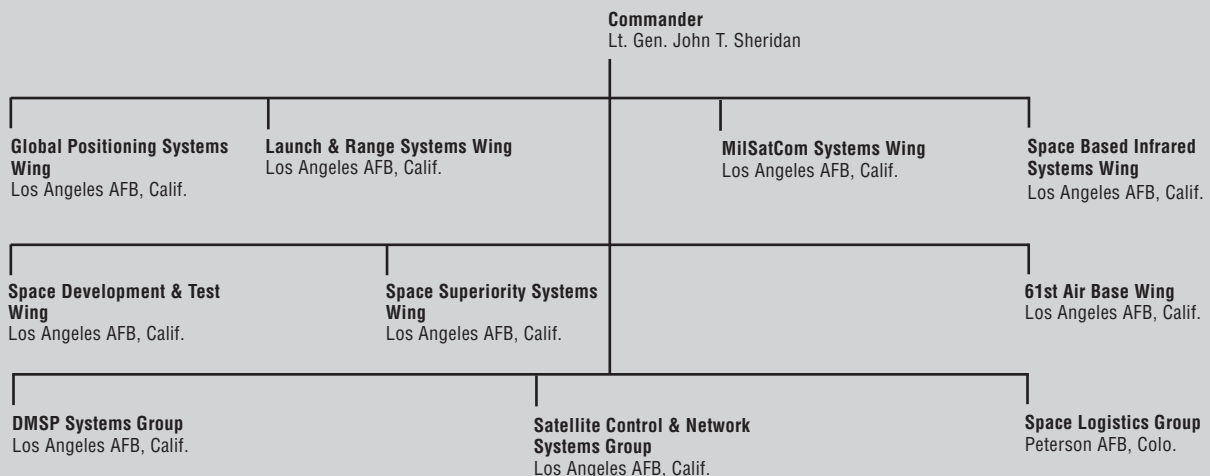 Commander
Lt. Gen. John T. Sheridan
Global Positioning Systems
Wing
Los Angeles AFB, Calif.
Launch & Range Systems Wing
Los Angeles AFB, Calif.
MilSatCom Systems Wing
Los Angeles AFB, Calif.
Space Based Infrared
Systems Wing
Los Angeles AFB, Calif.
Space Development & Test
Wing
Los Angeles AFB, Calif.
Space Superiority Systems
Wing
Los Angeles AFB, Calif.
61st Air Base Wing
Los Angeles AFB, Calif.
DMSP Systems Group
Los Angeles AFB, Calif.
Satellite Control & Network
Systems Group
Los Angeles AFB, Calif.
Space Logistics Group
Peterson AFB, Colo.